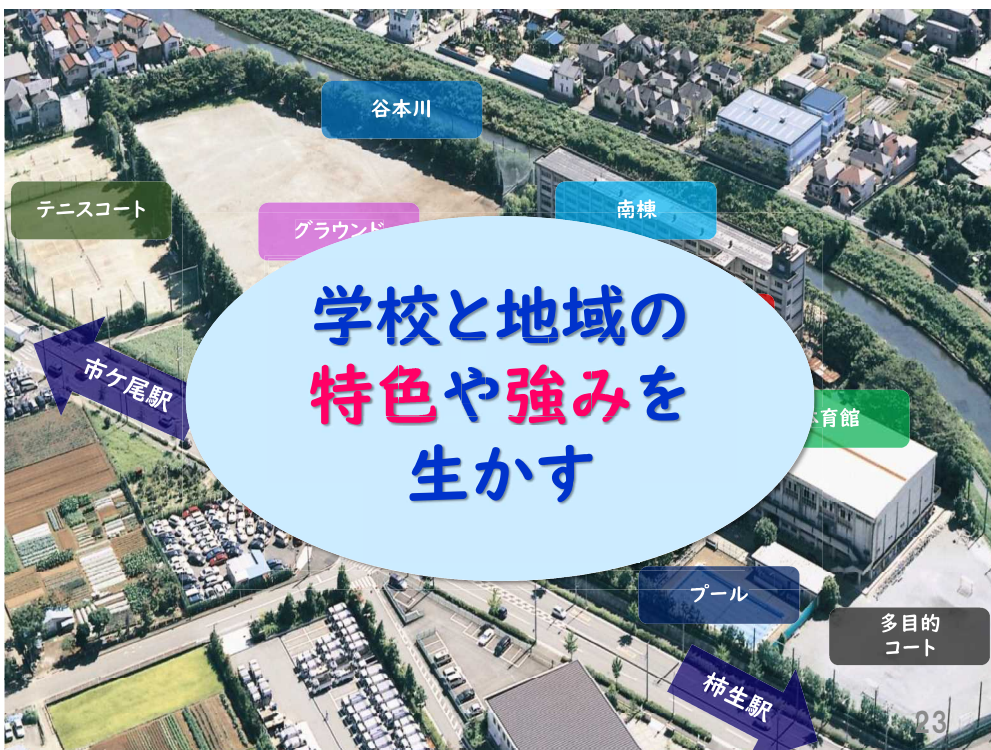 谷本川
テニスコート
南棟
グラウンド
学校と地域の
特色や強みを
生かす
市ケ尾駅
育館
プール
多目的
コート
柿生駅
23